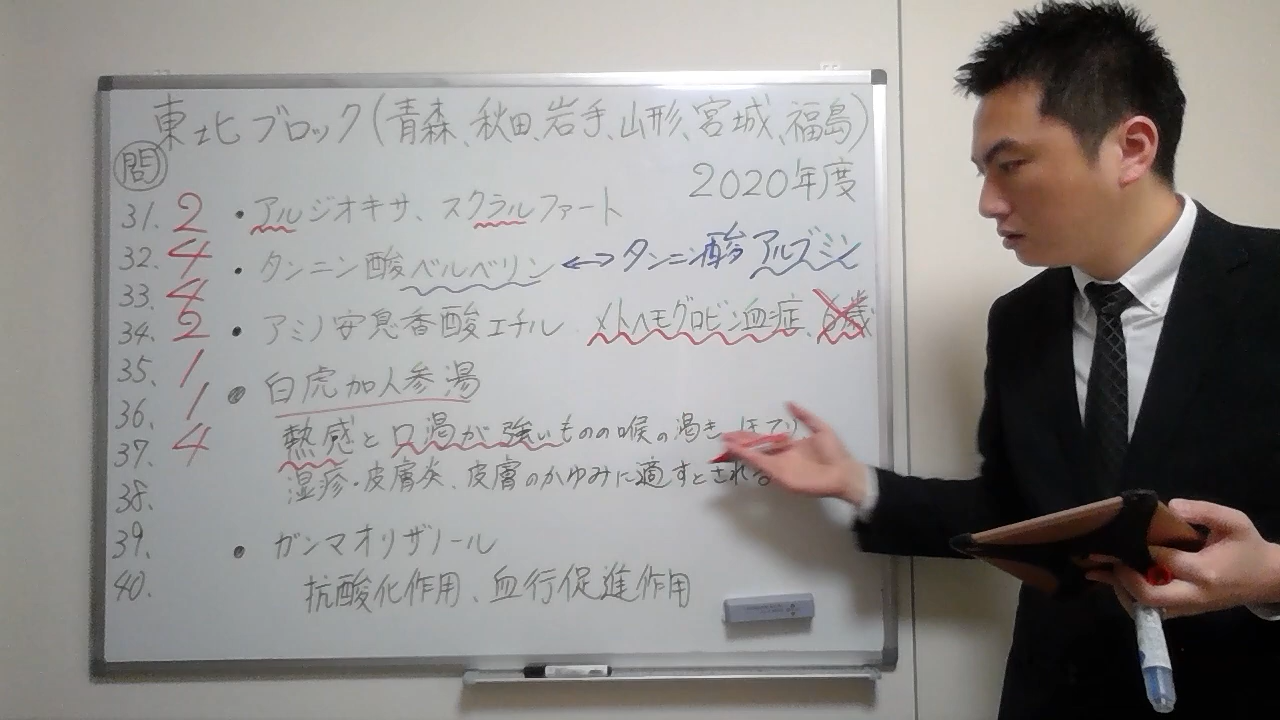 東北ブロック(青森、秋田、岩手、山形、宮城、福島)
2020年度
問
31. 2 ・アルジオキサ、スクラルファート
32. 4 ・タンニン酸ベルベリン ⟷ タンニン酸アルブミン
33. 4
34. 2 ・アミノ安息香酸エチル メトヘモグロビン血症、6歳
35. 1
36. 1 ・白虎加人参湯
熱感と口渇が強いものの喉の渇き、ほてり
37. 4
湿疹・皮膚炎、皮膚のかゆみに適すとされる
38.
39. ・ガンマオリザノール
40. 抗酸化作用、血行促進作用